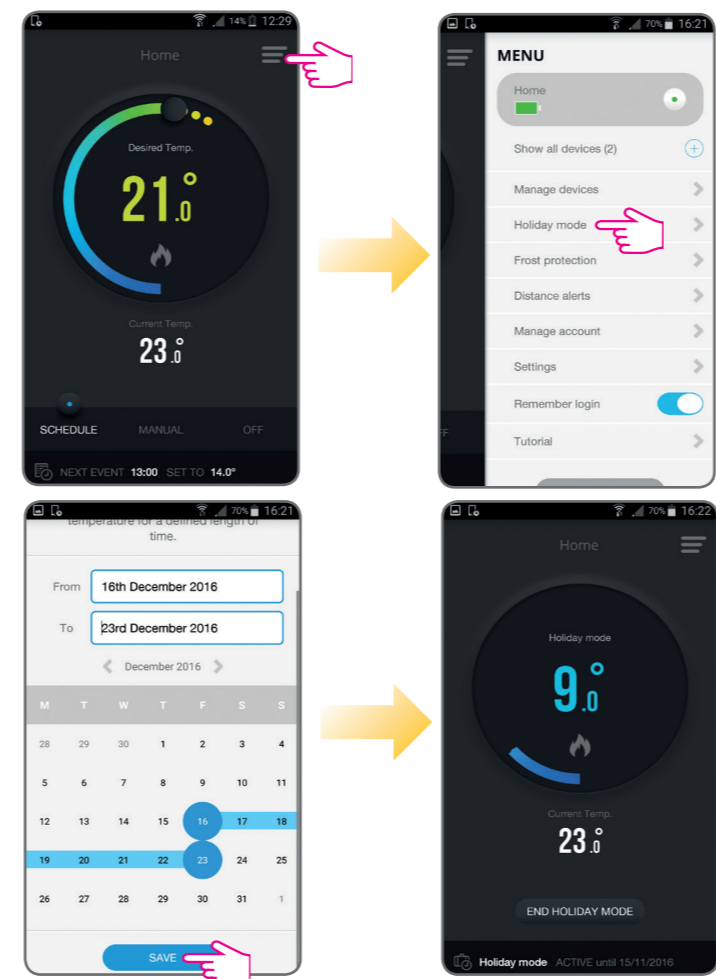 14% 12:29
Home
Desired Temp.
21.0°
Current Temp.
23.0°
SCHEDULE MANUAL OFF
NEXT EVENT 13:00 SET TO 14.0°
70% 16:21
MENU
Home
Show all devices (2)
Manage devices
Holiday mode
Frost protection
Distance alerts
Manage account
Settings
Remember login
Tutorial
70% 16:21
temperature for a defined length of
time.
From 16th December 2016
To 23rd December 2016
December 2016
M T W T F S S
28 29 30 1 2 3 4
5 6 7 8 9 10 11
12 13 14 15 16 17 18
19 20 21 22 23 24 25
26 27 28 29 30 31 1
SAVE
70% 16:22
Home
Holiday mode
9.0°
Current Temp.
23.0°
END HOLIDAY MODE
Holiday mode ACTIVE until 15/11/2016